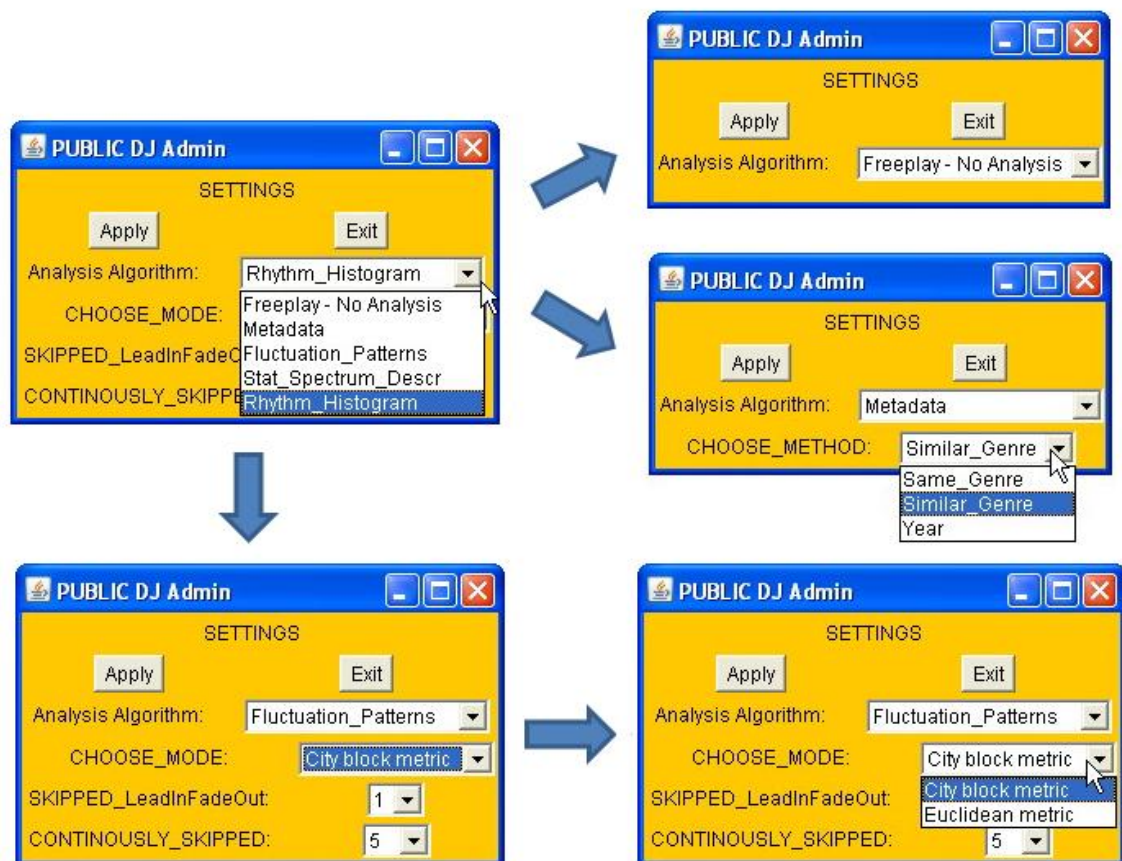 PUBLIC DJ Admin
SETTINGS
Apply Exit
Analysis Algorithm: Freeplay - No Analysis
PUBLIC DJ Admin
SETTINGS
Apply Exit
Analysis Algorithm: Rhythm_Histogram
CHOOSE_MODE:
SKIPPED_LeadInFadeO
CONTINOUSLY_SKIPPE
Freeplay - No Analysis
Metadata
Fluctuation_Patterns
Stat_Spectrum_Descr
Rhythm_Histogram
PUBLIC DJ Admin
SETTINGS
Apply Exit
Analysis Algorithm: Metadata
CHOOSE_METHOD: Similar_Genre
Same_Genre
Similar_Genre
Year
PUBLIC DJ Admin
SETTINGS
Apply Exit
Analysis Algorithm: Fluctuation_Patterns
CHOOSE_MODE: City block metric
SKIPPED_LeadInFadeOut: 1
CONTINOUSLY_SKIPPED: 5
PUBLIC DJ Admin
SETTINGS
Apply Exit
Analysis Algorithm: Fluctuation_Patterns
CHOOSE_MODE: City block metric
City block metric
SKIPPED_LeadInFadeOut:
Euclidean metric
CONTINOUSLY_SKIPPED: 5